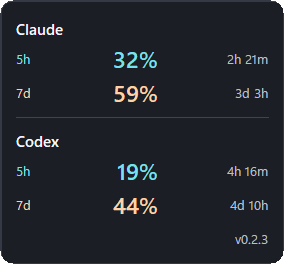 Claude
5h 32% 2h 21m
7d 59% 3d 3h
Codex
5h 19% 4h 16m
7d 44% 4d 10h
v0.2.3